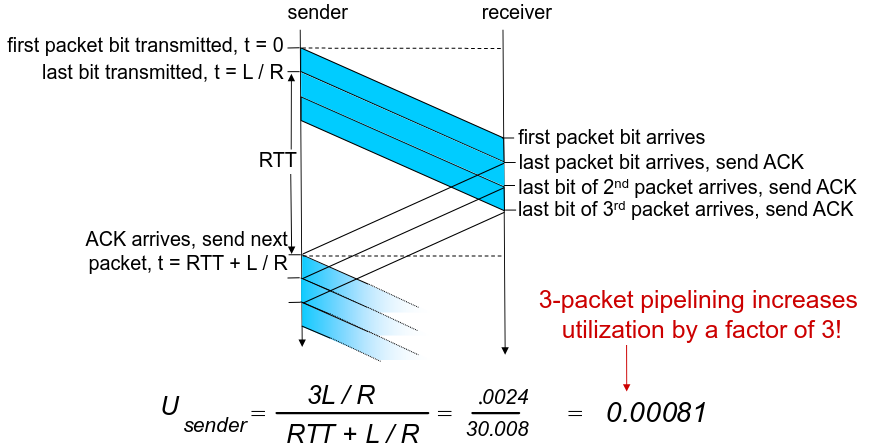 sender
receiver
first packet bit transmitted, t = 0
last bit transmitted, t = L / R
first packet bit arrives
RTT
last packet bit arrives, send ACK
last bit of 2nd packet arrives, send ACK
last bit of 3rd packet arrives, send ACK
ACK arrives, send next
packet, t = RTT + L / R
3-packet pipelining increases
utilization by a factor of 3!
U sender = 3L / R / RTT + L / R = .0024 / 30.008 = 0.00081